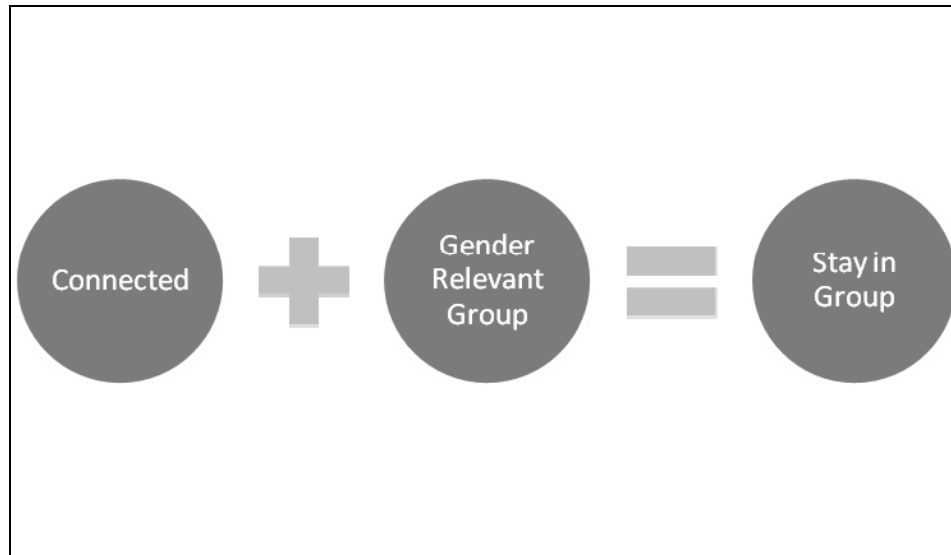 Connected
Gender
Relevant
Group
Stay in
Group